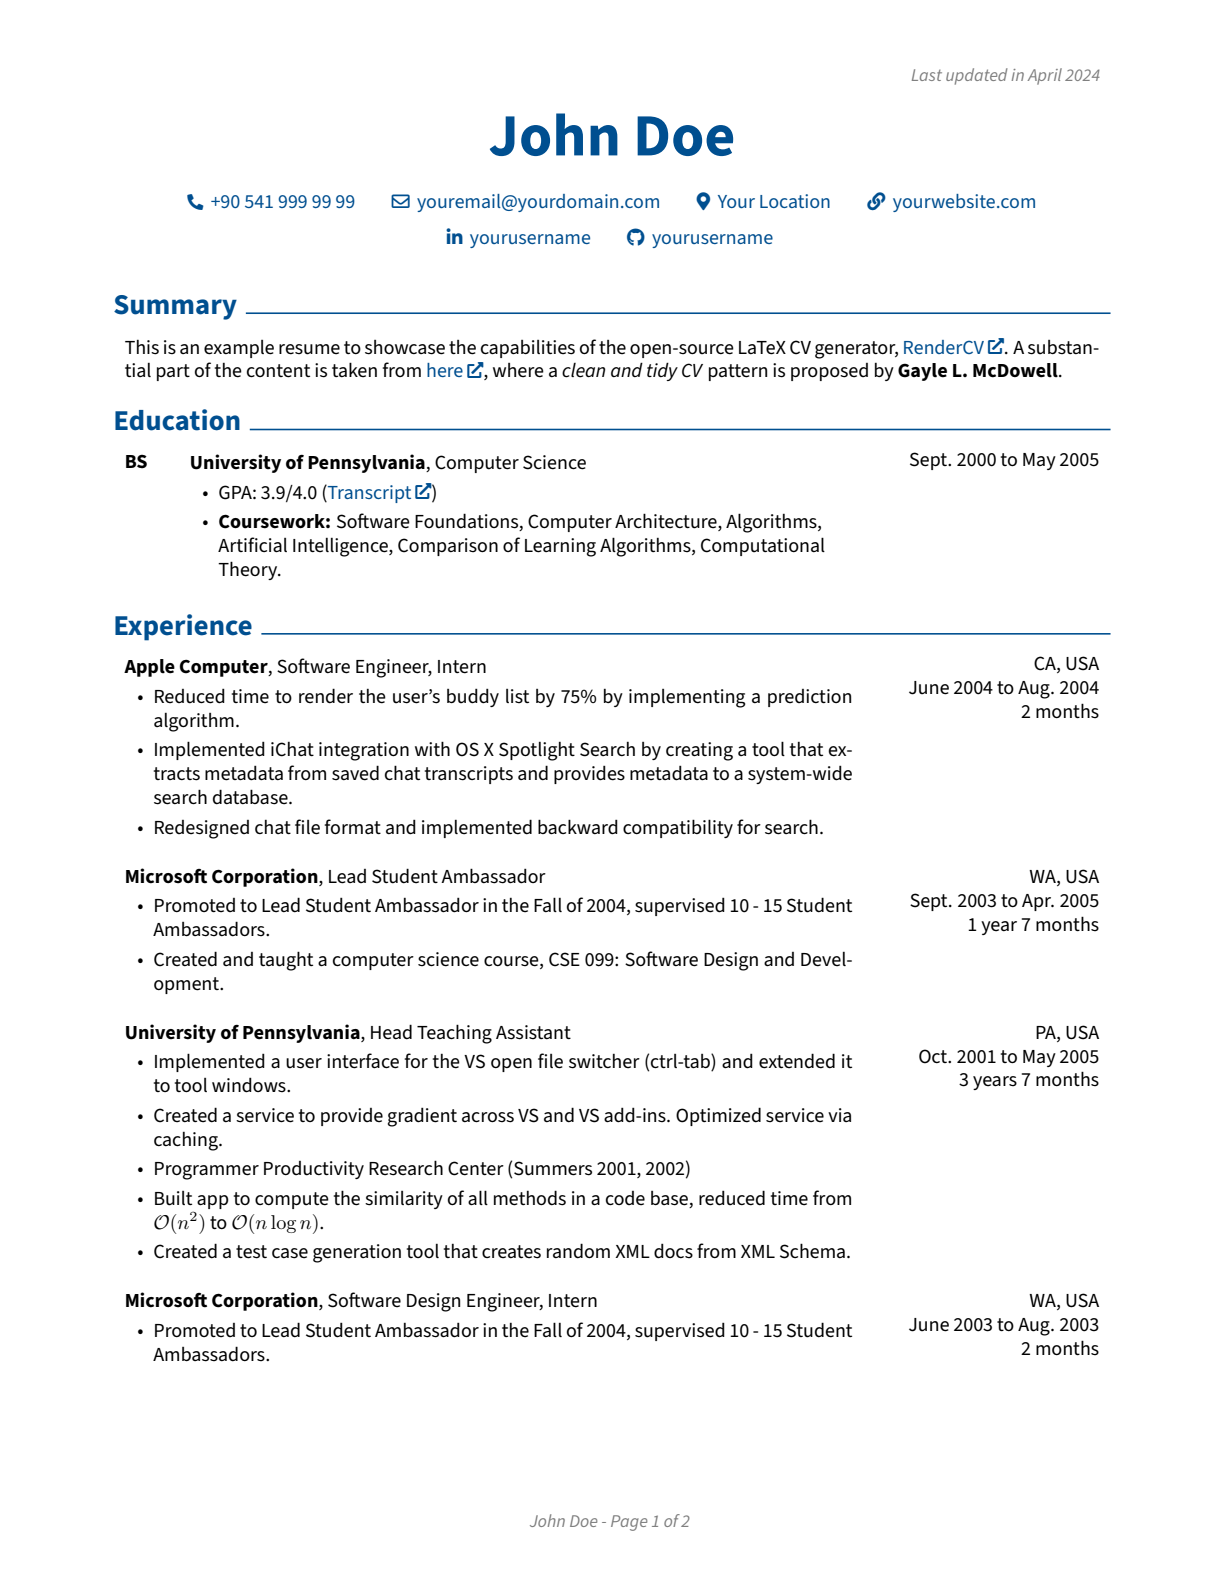 Last updated in April 2024
John Doe
+90 541 999 99 99 youremail@yourdomain.com Your Location yourwebsite.com
yourusername yourusername
Summary
This is an example resume to showcase the capabilities of the open-source LaTeX CV generator, RenderCV. A substan-
tial part of the content is taken from here, where a clean and tidy CV pattern is proposed by Gayle L. McDowell.
Education
BS University of Pennsylvania, Computer Science Sept. 2000 to May 2005
• GPA: 3.9/4.0 (Transcript)
• Coursework: Software Foundations, Computer Architecture, Algorithms,
Artificial Intelligence, Comparison of Learning Algorithms, Computational
Theory.
Experience
Apple Computer, Software Engineer, Intern CA, USA
June 2004 to Aug. 2004
2 months
• Reduced time to render the user’s buddy list by 75% by implementing a prediction
algorithm.
• Implemented iChat integration with OS X Spotlight Search by creating a tool that ex-
tracts metadata from saved chat transcripts and provides metadata to a system-wide
search database.
• Redesigned chat file format and implemented backward compatibility for search.
Microsoft Corporation, Lead Student Ambassador WA, USA
Sept. 2003 to Apr. 2005
1 year 7 months
• Promoted to Lead Student Ambassador in the Fall of 2004, supervised 10 - 15 Student
Ambassadors.
• Created and taught a computer science course, CSE 099: Software Design and Devel-
opment.
University of Pennsylvania, Head Teaching Assistant PA, USA
Oct. 2001 to May 2005
3 years 7 months
• Implemented a user interface for the VS open file switcher (ctrl-tab) and extended it
to tool windows.
• Created a service to provide gradient across VS and VS add-ins. Optimized service via
caching.
• Programmer Productivity Research Center (Summers 2001, 2002)
• Built app to compute the similarity of all methods in a code base, reduced time from
𝒪(n²) to 𝒪(n log n).
• Created a test case generation tool that creates random XML docs from XML Schema.
Microsoft Corporation, Software Design Engineer, Intern WA, USA
June 2003 to Aug. 2003
2 months
• Promoted to Lead Student Ambassador in the Fall of 2004, supervised 10 - 15 Student
Ambassadors.
John Doe - Page 1 of 2